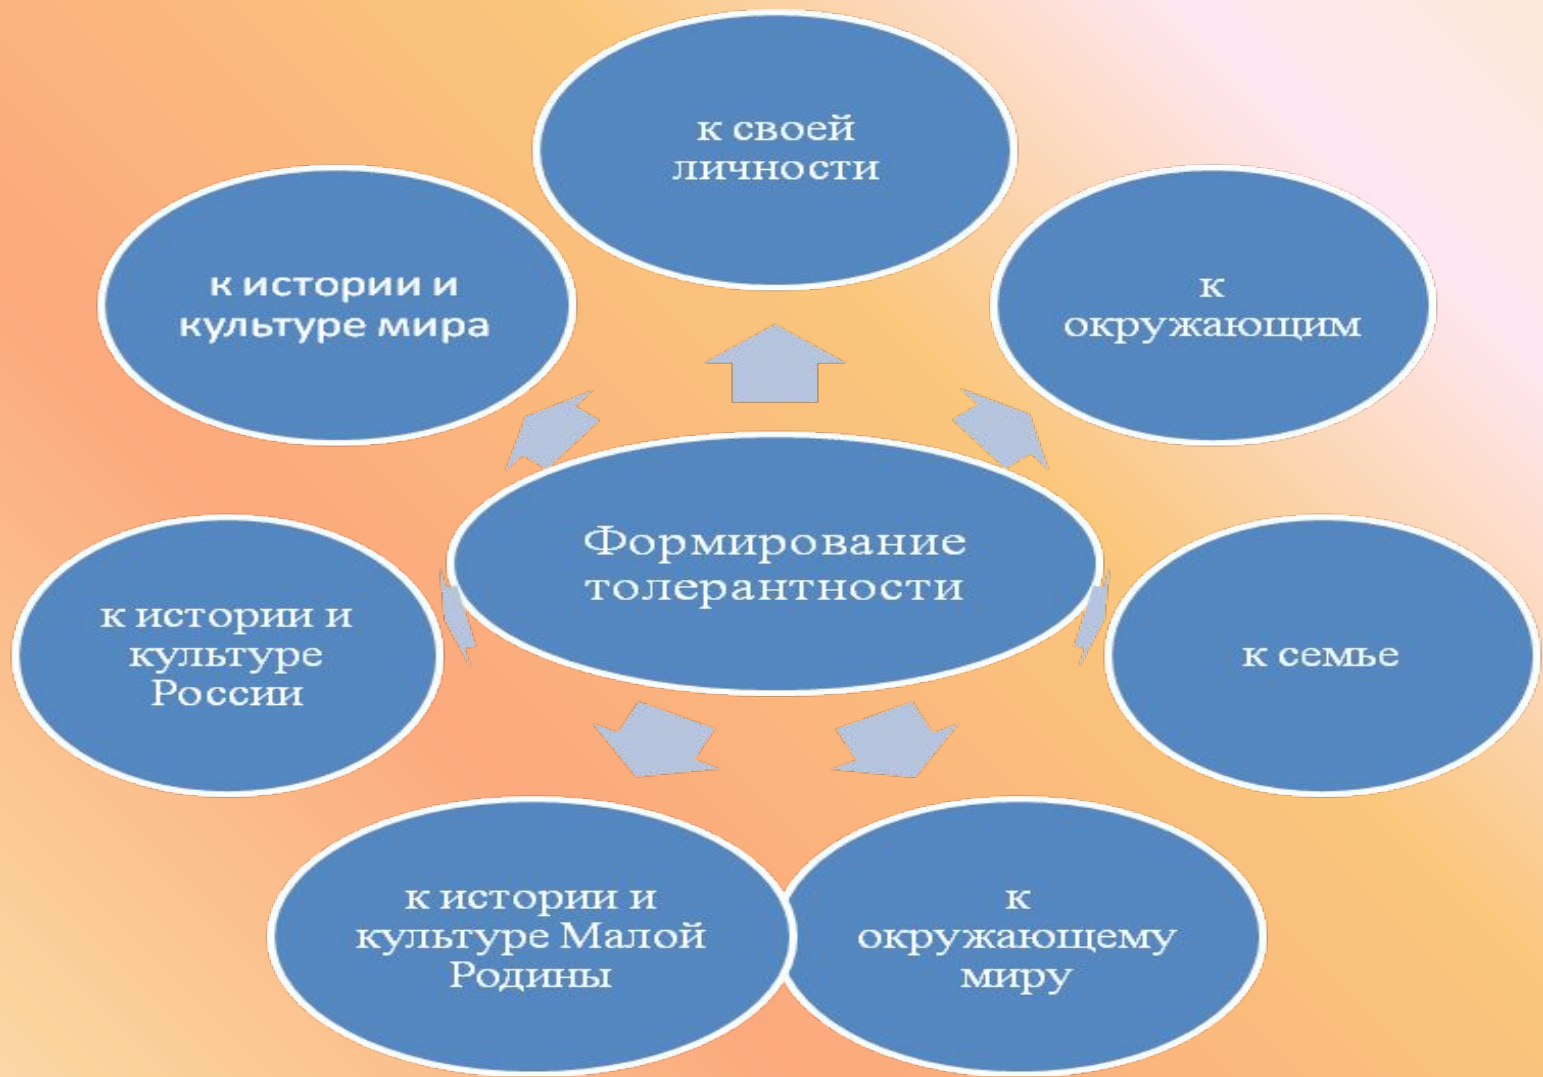 к своей
личности
к
окружающим
к семье
к
окружающему
миру
к истории и
культуре Малой
Родины
к истории и
культуре
России
к истории и
культуре мира
Формирование
толерантности